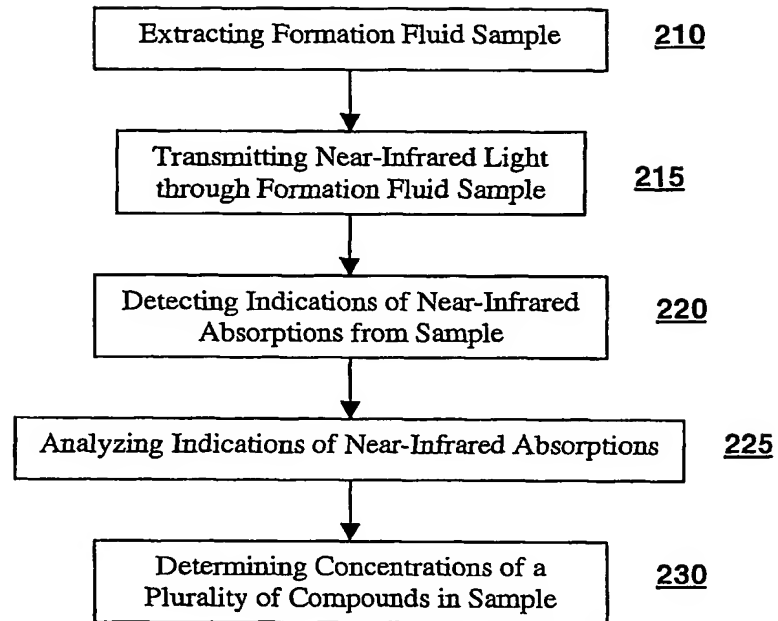 Extracting Formation Fluid Sample
210
Transmitting Near-Infrared Light
through Formation Fluid Sample
215
Detecting Indications of Near-Infrared
Absorptions from Sample
220
Analyzing Indications of Near-Infrared Absorptions
225
Determining Concentrations of a
Plurality of Compounds in Sample
230